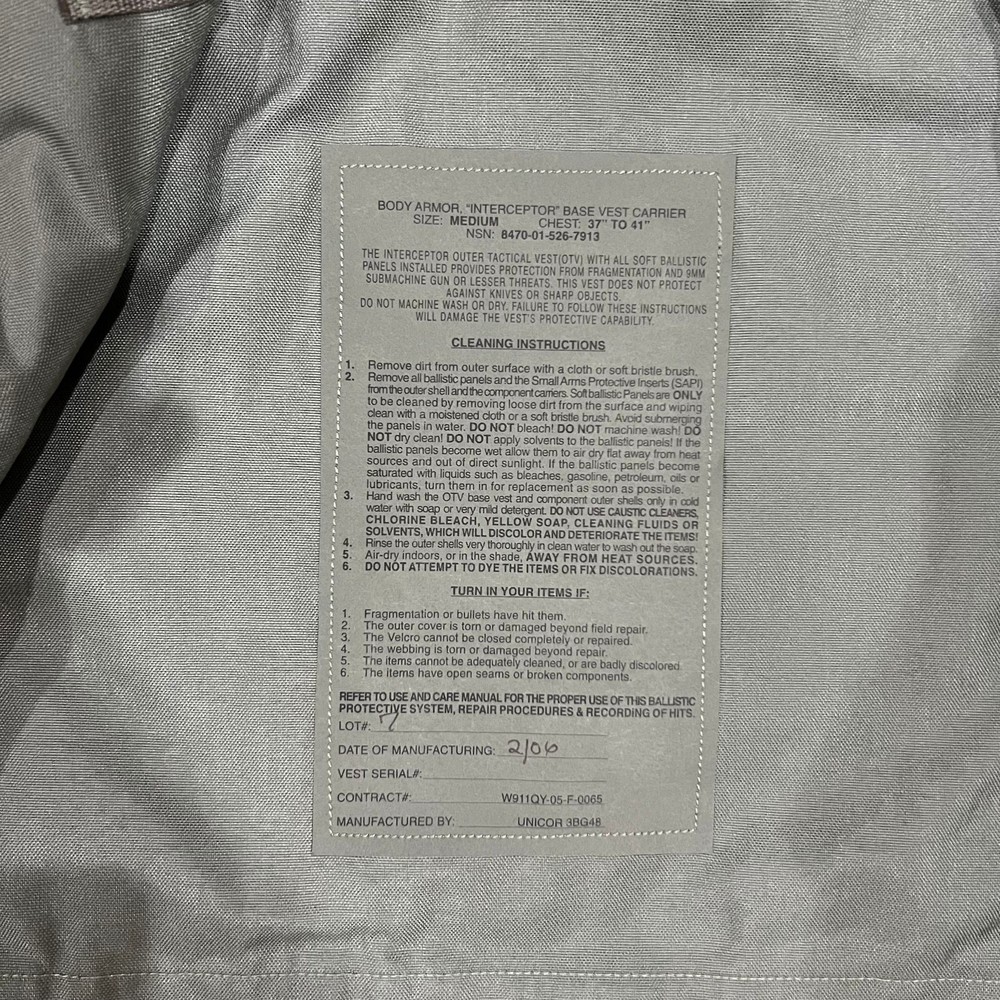 BODY ARMOR, "INTERCEPTOR" BASE VEST CARRIER
SIZE: MEDIUM CHEST: 37" TO 41"
NSN: 8470-01-526-7913
THE INTERCEPTOR OUTER TACTICAL VEST(OTV) WITH ALL SOFT BALLISTIC
PANELS INSTALLED PROVIDES PROTECTION FROM FRAGMENTATION AND 9MM
SUBMACHINE GUN OR LESSER THREATS. THIS VEST DOES NOT PROTECT
AGAINST KNIVES OR SHARP OBJECTS.
DO NOT MACHINE WASH OR DRY. FAILURE TO FOLLOW THESE INSTRUCTIONS
WILL DAMAGE THE VEST'S PROTECTIVE CAPABILITY.
CLEANING INSTRUCTIONS
1. Remove dirt from outer surface with a cloth or soft bristle brush.
2. Remove all ballistic panels and the Small Arms Protective Inserts (SAPI)
from the outer shell and the component carriers. Soft ballistic Panels are ONLY
to be cleaned by removing loose dirt from the surface and wiping
clean with a moistened cloth or a soft bristle brush. Avoid submerging
the panels in water. DO NOT bleach! DO NOT machine wash! DO
NOT dry clean! DO NOT apply solvents to the ballistic panels! If the
ballistic panels become wet allow them to air dry flat away from heat
sources and out of direct sunlight. If the ballistic panels become
saturated with liquids such as bleaches, gasoline, petroleum, oils or
lubricants, turn them in for replacement as soon as possible.
3. Hand wash the OTV base vest and component outer shells only in cold
water with soap or very mild detergent. DO NOT USE CAUSTIC CLEANERS,
CHLORINE BLEACH, YELLOW SOAP, CLEANING FLUIDS OR
SOLVENTS, WHICH WILL DISCOLOR AND DETERIORATE THE ITEMS!
4. Rinse the outer shells very thoroughly in clean water to wash out the soap.
5. Air-dry indoors, or in the shade, AWAY FROM HEAT SOURCES.
6. DO NOT ATTEMPT TO DYE THE ITEMS OR FIX DISCOLORATIONS.
TURN IN YOUR ITEMS IF:
1. Fragmentation or bullets have hit them.
2. The outer cover is torn or damaged beyond field repair.
3. The Velcro cannot be closed completely or repaired.
4. The webbing is torn or damaged beyond repair.
5. The items cannot be adequately cleaned, or are badly discolored
6. The items have open seams or broken components.
REFER TO USE AND CARE MANUAL FOR THE PROPER USE OF THIS BALLISTIC
PROTECTIVE SYSTEM, REPAIR PROCEDURES & RECORDING OF HITS.
LOT#: 7
DATE OF MANUFACTURING: 2/06
VEST SERIAL#:
CONTRACT#: W911QY-05-F-0065
MANUFACTURED BY: UNICOR 3BG48